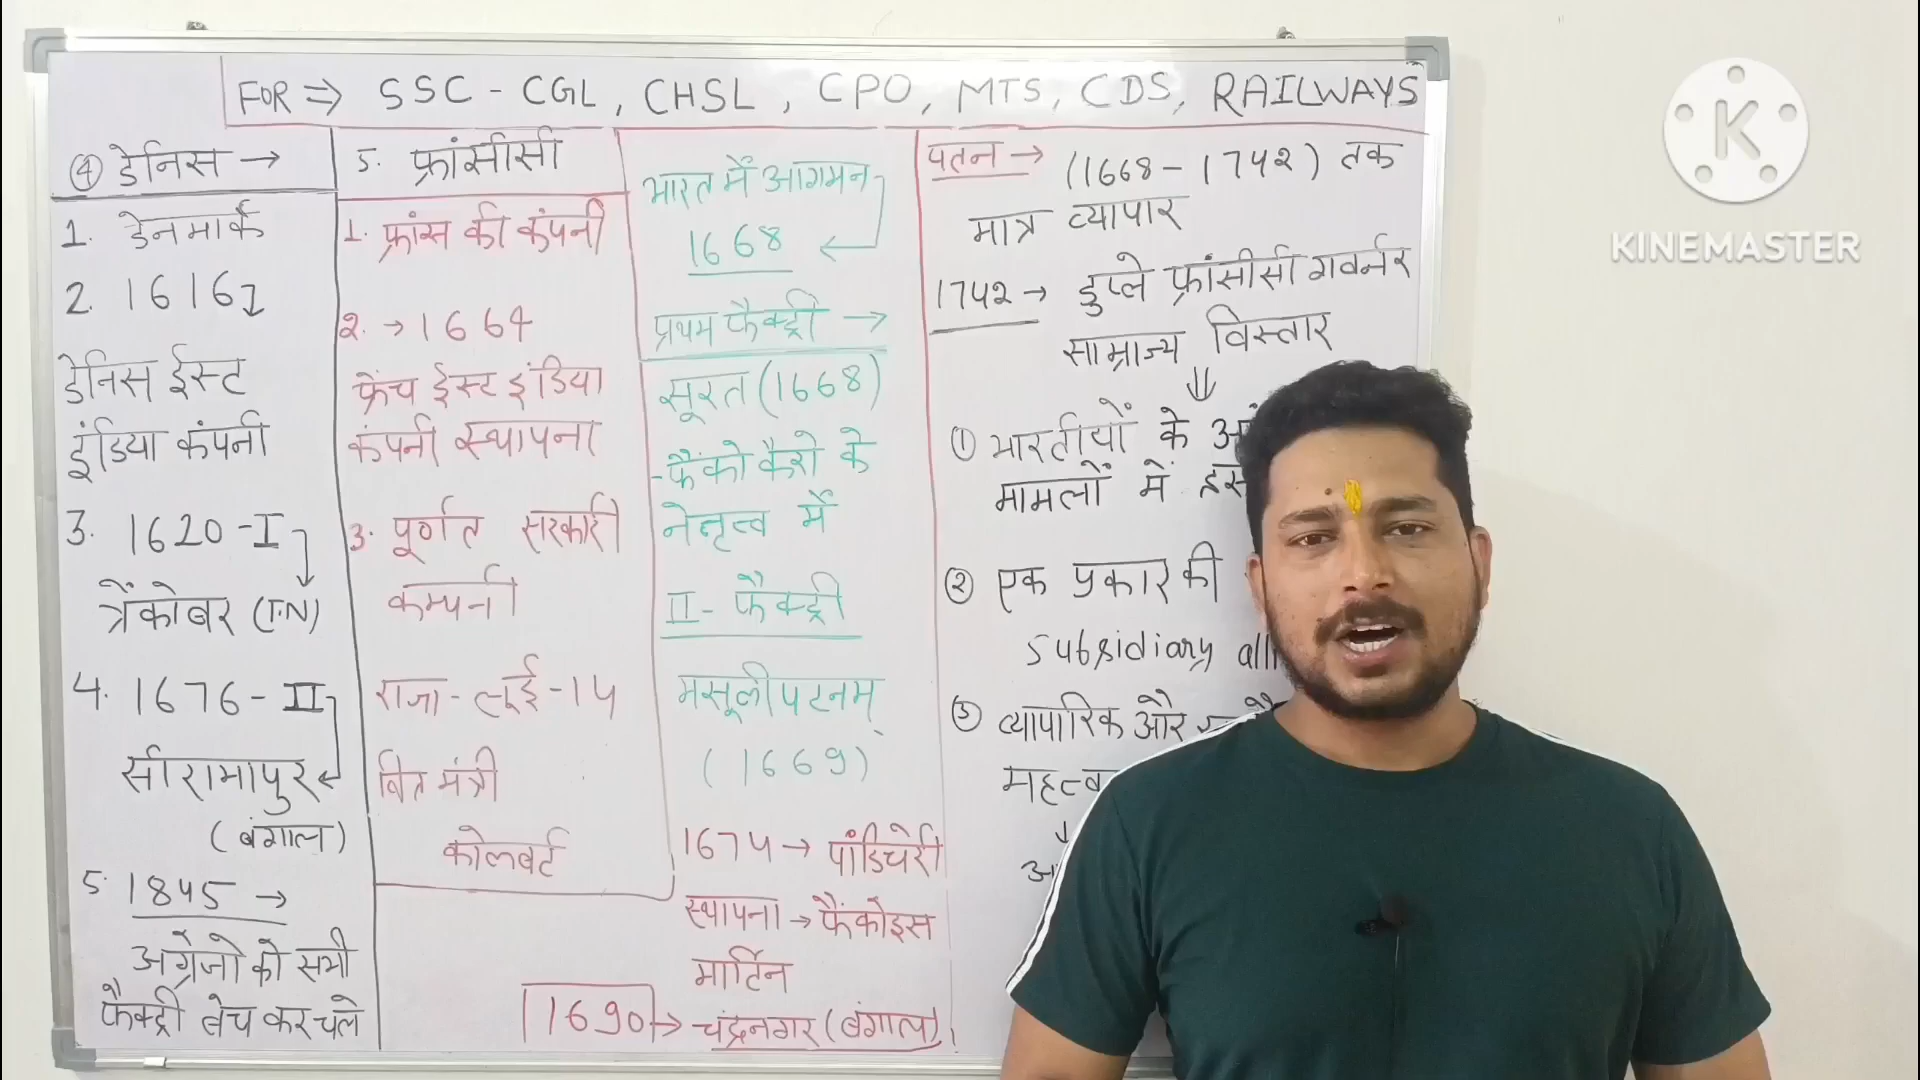 FOR ⇒ SSC - CGL, CHSL, CPO, MTS, CDS, RAILWAYS
④ डेनिस →
1. डेनमार्क
2. 1616
डेनिस ईस्ट
इंडिया कंपनी
3. 1620 - I
त्रैंकोबर (T.N)
4. 1676 - II
सीरामापुर
(बंगाल)
5. 1845 →
अंग्रेजो को सभी
फैक्ट्री बेच कर चले
5. फ्रांसीसी
1. फ्रांस की कंपनी
2. → 1664
फ्रेंच ईस्ट इंडिया
कंपनी स्थापना
3. पूर्णत सरकारी
कम्पनी
राजा - लुई - 14
वित मंत्री
कोलबर्ट
भारत में आगमन
1668
प्रथम फैक्ट्री →
सूरत (1668)
- फैंको कैरो के
नेतृत्व में
II - फैक्ट्री
मसूलीपटनम्
(1669)
1674 → पांडिचेरी
स्थापना → फैंकोइस
मार्टिन
1690 → चंद्रनगर (बंगाल)
पतन → (1668 - 1742) तक
मात्र व्यापार
1742 → डुप्ले फ्रांसीसी गवर्नर
साम्राज्य विस्तार
⇓
① भारतीयों के
मामलों में
② एक प्रकार की
subsidiary
③ व्यापारिक और
K
KINEMASTER